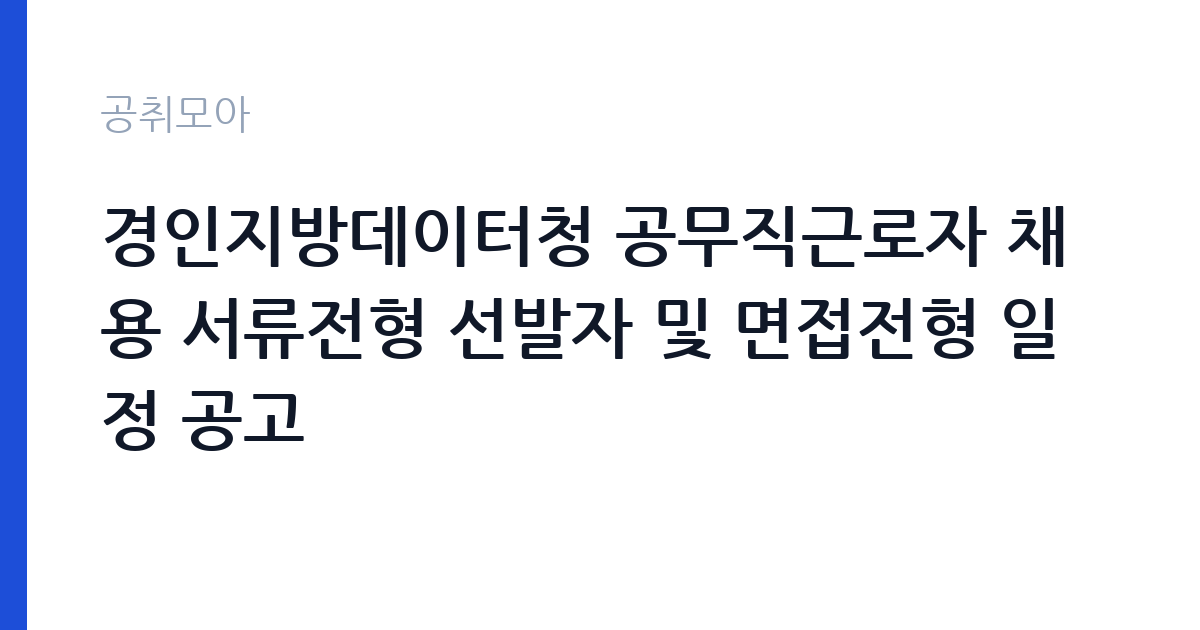 공취모아
경인지방데이터청 공무직근로자 채
용 서류전형 선발자 및 면접전형 일
정 공고